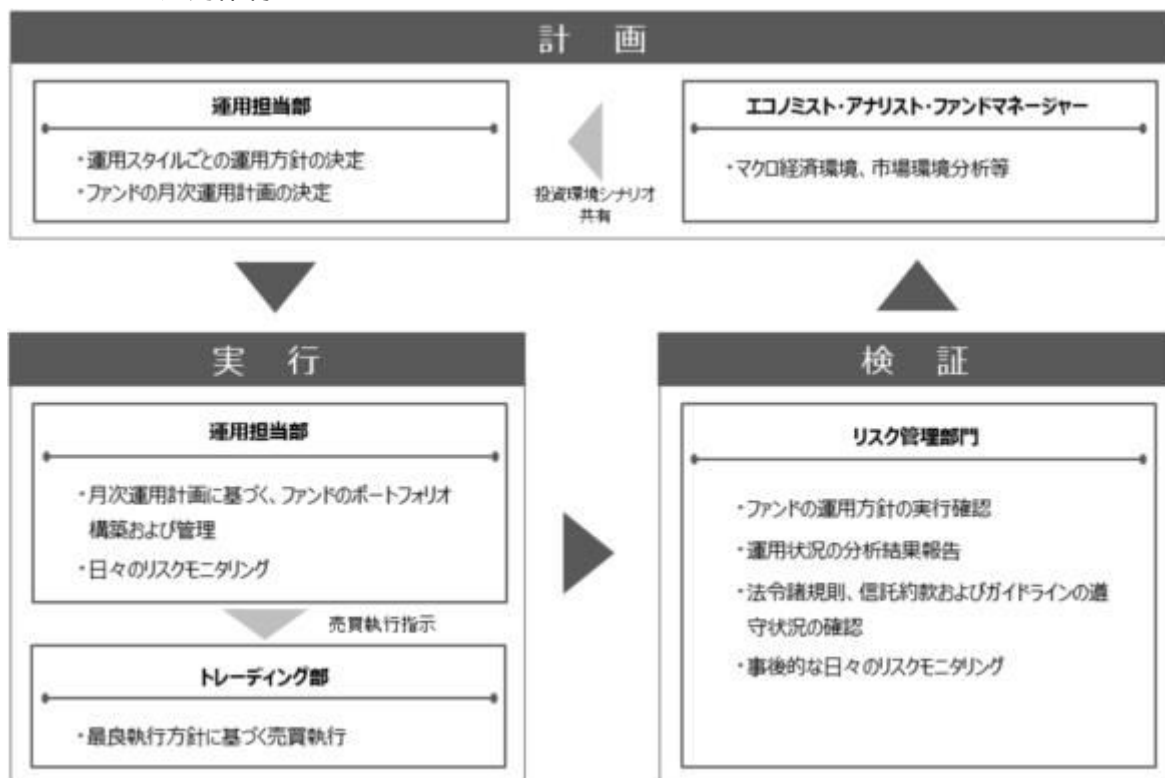 計 画
運用担当部
・運用スタイルごとの運用方針の決定
・ファンドの月次運用計画の決定
投資環境シナリオ
共有
エコノミスト・アナリスト・ファンドマネージャー
・マクロ経済環境、市場環境分析等
実 行
運用担当部
・月次運用計画に基づく、ファンドのポートフォリオ
構築および管理
・日々のリスクモニタリング
売買執行指示
トレーディング部
・最良執行方針に基づく売買執行
検 証
リスク管理部門
・ファンドの運用方針の実行確認
・運用状況の分析結果報告
・法令諸規則、信託約款およびガイドラインの遵
守状況の確認
・事後的な日々のリスクモニタリング